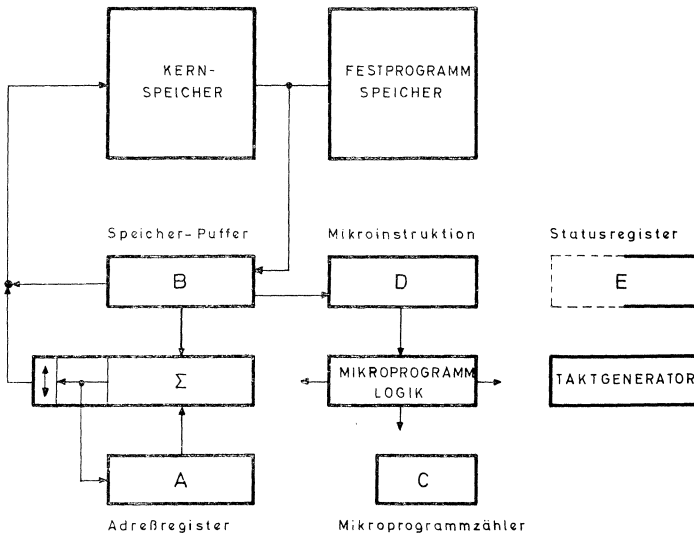 KERN-
SPEICHER
FESTPROGRAMM
SPEICHER
Speicher-Puffer
Mikroinstruktion
Statusregister
B
D
E
Σ
MIKROPROGRAMM
LOGIK
TAKTGENERATOR
A
C
Adreßregister
Mikroprogrammzähler